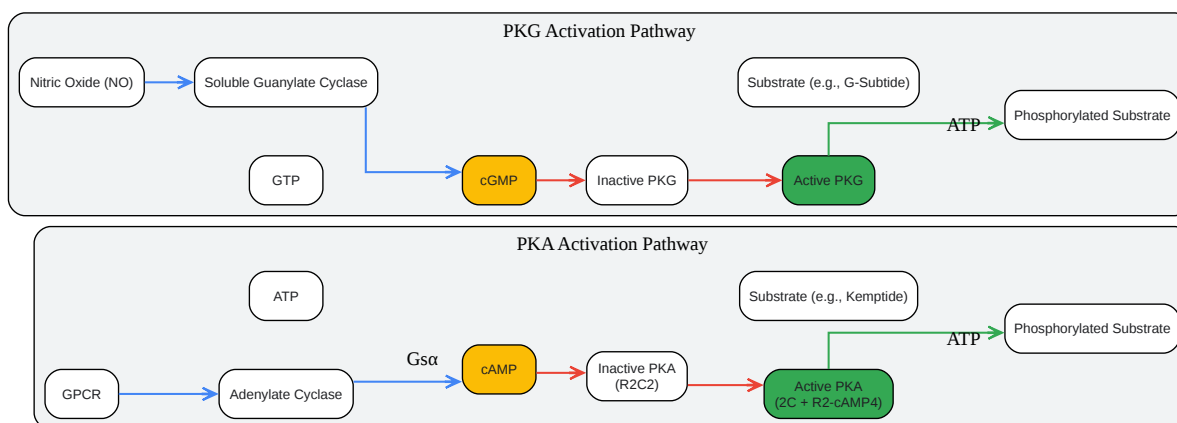 PKG Activation Pathway
Nitric Oxide (NO)
Soluble Guanylate Cyclase
Substrate (e.g., G-Subtide)
ATP
Phosphorylated Substrate
GTP
cGMP
Inactive PKG
Active PKG
PKA Activation Pathway
ATP
Substrate (e.g., Kemptide)
ATP
Phosphorylated Substrate
Gsα
GPCR
Adenylate Cyclase
cAMP
Inactive PKA
(R2C2)
Active PKA
(2C + R2-cAMP4)